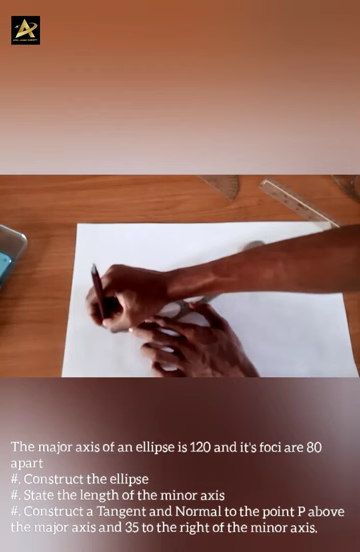 The major axis of an ellipse is 120 and it's foci are 80
apart
#. Construct the ellipse
#. State the length of the minor axis
#. Construct a Tangent and Normal to the point P above
the major axis and 35 to the right of the minor axis.